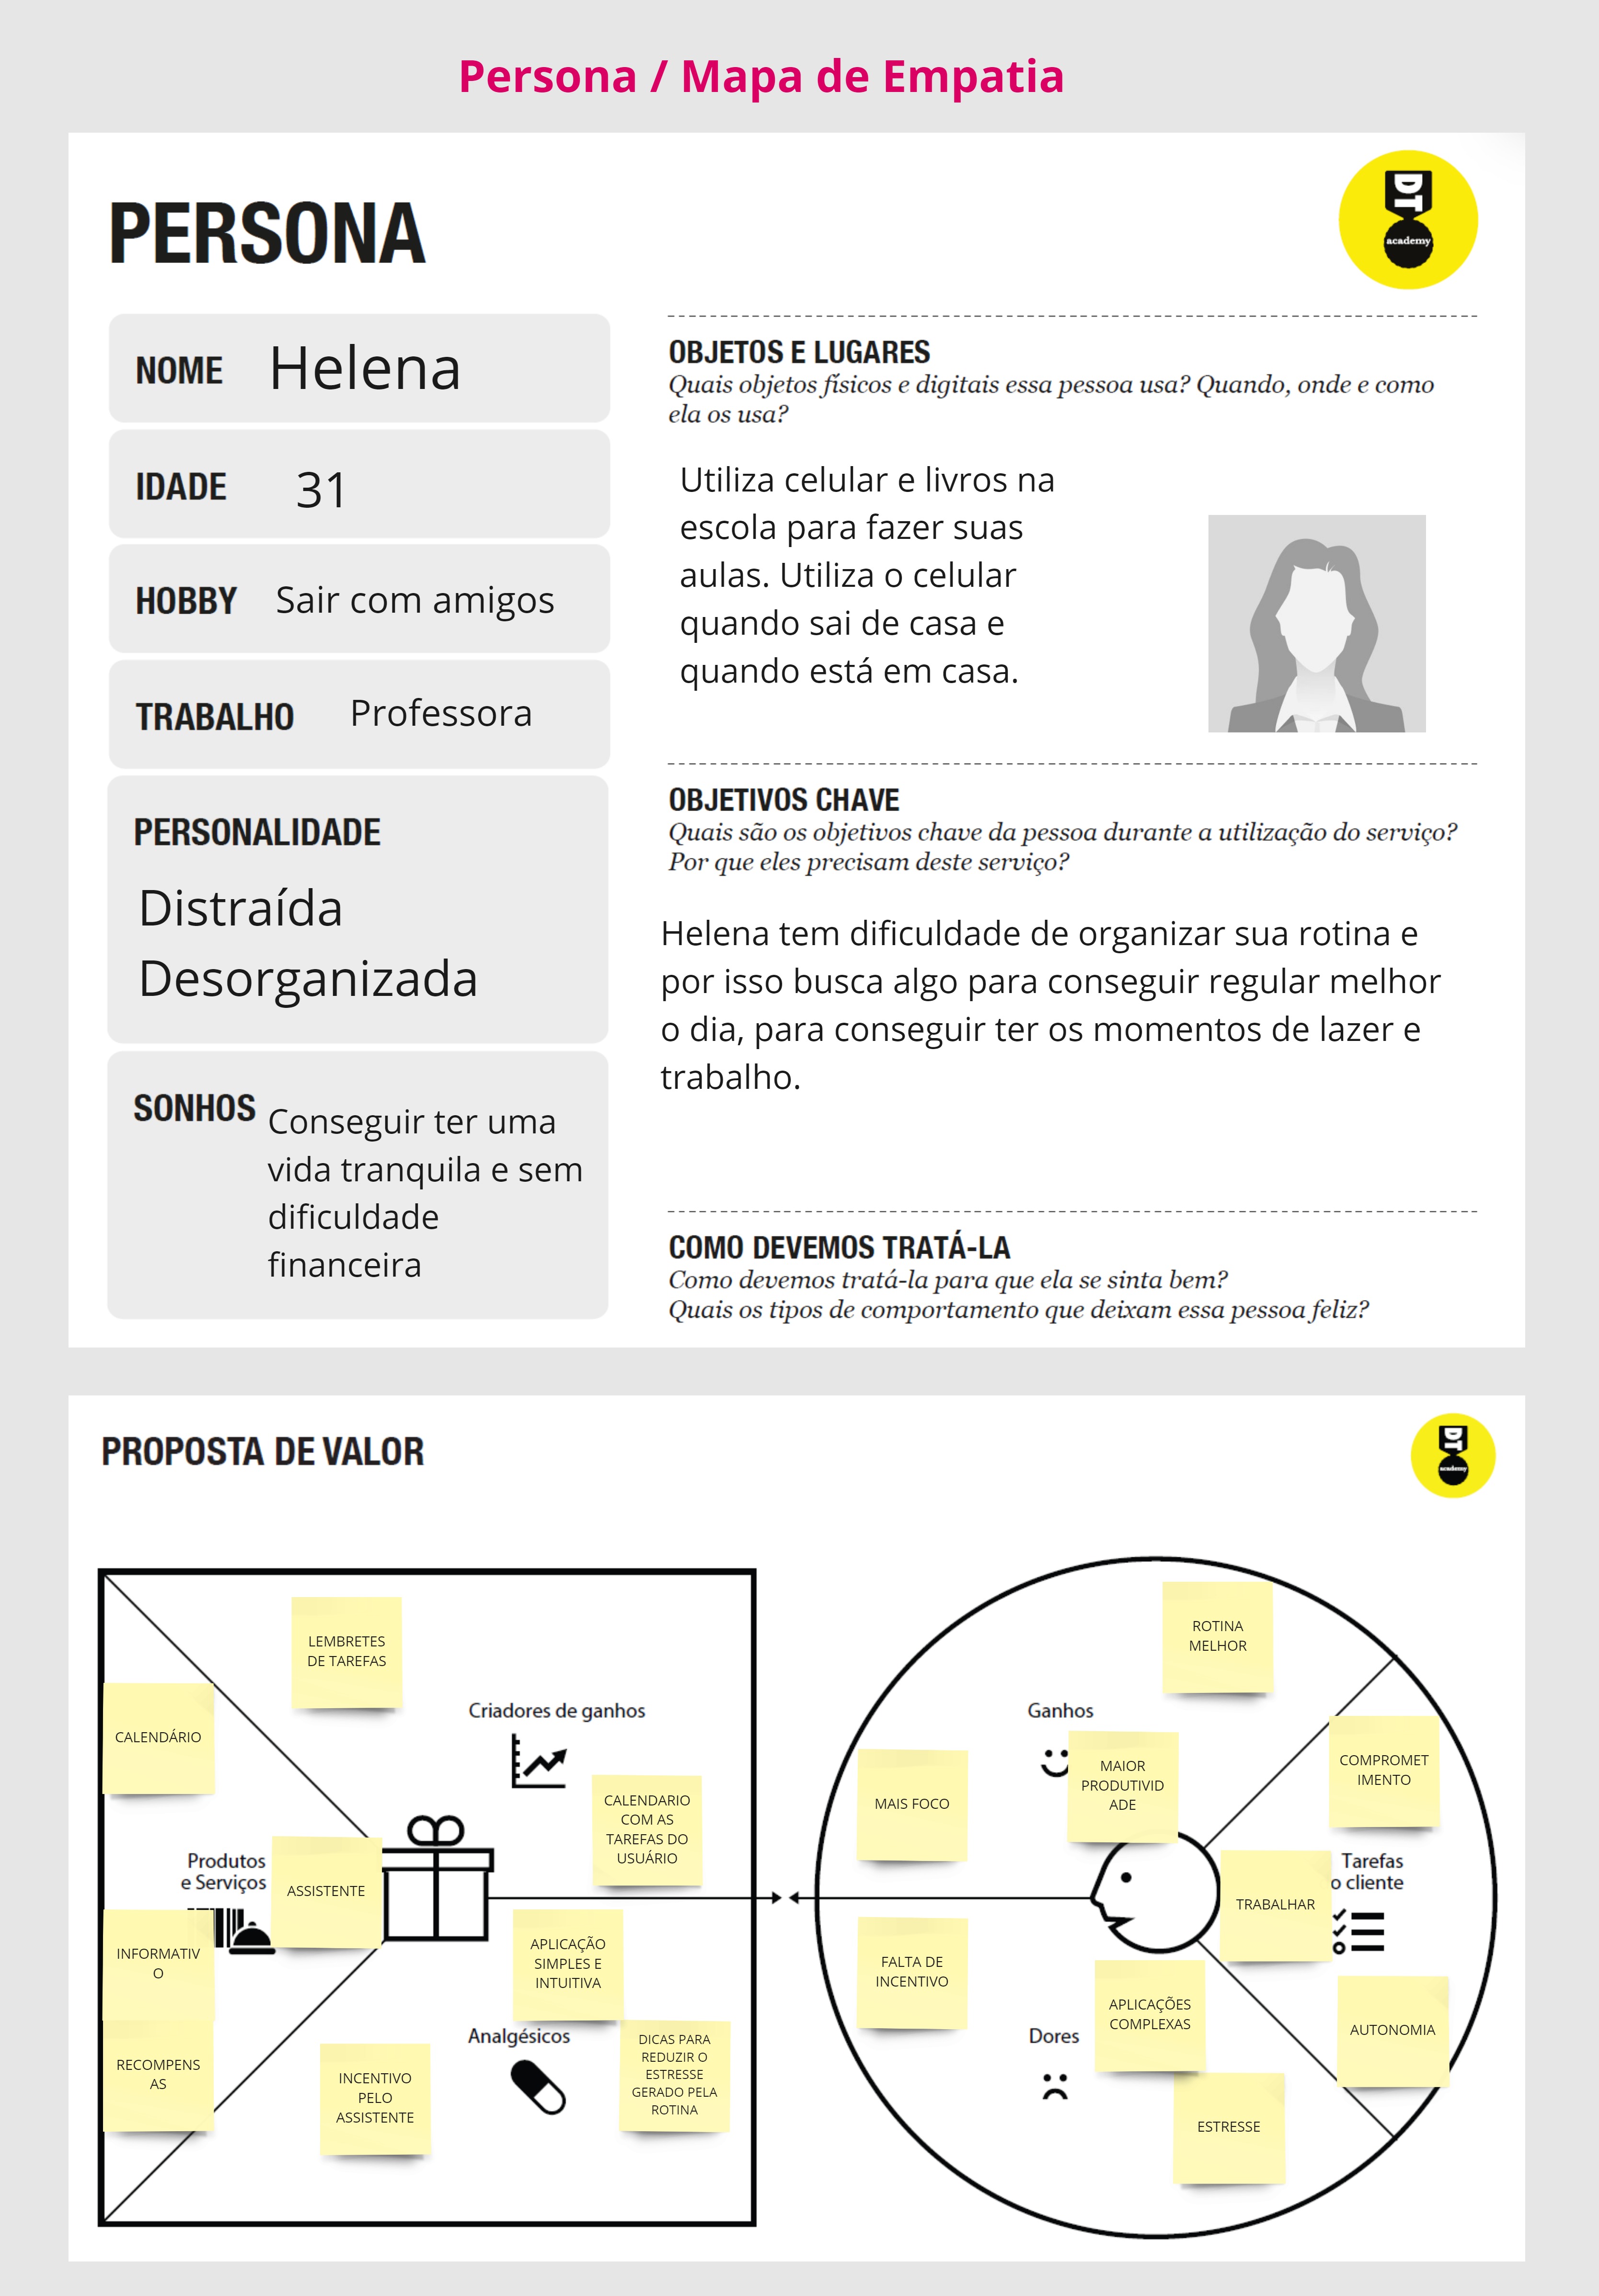 Persona / Mapa de Empatia
PERSONA
DT
academy
NOME Helena
IDADE 31
HOBBY Sair com amigos
TRABALHO Professora
PERSONALIDADE
Distraída
Desorganizada
SONHOS Conseguir ter uma
vida tranquila e sem
dificuldade
financeira
OBJETOS E LUGARES
Quais objetos físicos e digitais essa pessoa usa? Quando, onde e como
ela os usa?
Utiliza celular e livros na
escola para fazer suas
aulas. Utiliza o celular
quando sai de casa e
quando está em casa.
OBJETIVOS CHAVE
Quais são os objetivos chave da pessoa durante a utilização do serviço?
Por que eles precisam deste serviço?
Helena tem dificuldade de organizar sua rotina e
por isso busca algo para conseguir regular melhor
o dia, para conseguir ter os momentos de lazer e
trabalho.
COMO DEVEMOS TRATÁ-LA
Como devemos tratá-la para que ela se sinta bem?
Quais os tipos de comportamento que deixam essa pessoa feliz?
PROPOSTA DE VALOR
DT
academy
LEMBRETES
DE TAREFAS
CALENDÁRIO
Criadores de ganhos
CALENDARIO
COM AS
TAREFAS DO
USUÁRIO
Produtos
e Serviços
ASSISTENTE
INFORMATIV
O
RECOMPENS
AS
APLICAÇÃO
SIMPLES E
INTUITIVA
Analgésicos
INCENTIVO
PELO
ASSISTENTE
DICAS PARA
REDUZIR O
ESTRESSE
GERADO PELA
ROTINA
ROTINA
MELHOR
Ganhos
MAIS FOCO
MAIOR
PRODUTIVID
ADE
COMPROMET
IMENTO
Tarefas
o cliente
TRABALHAR
AUTONOMIA
FALTA DE
INCENTIVO
Dores
APLICAÇÕES
COMPLEXAS
ESTRESSE